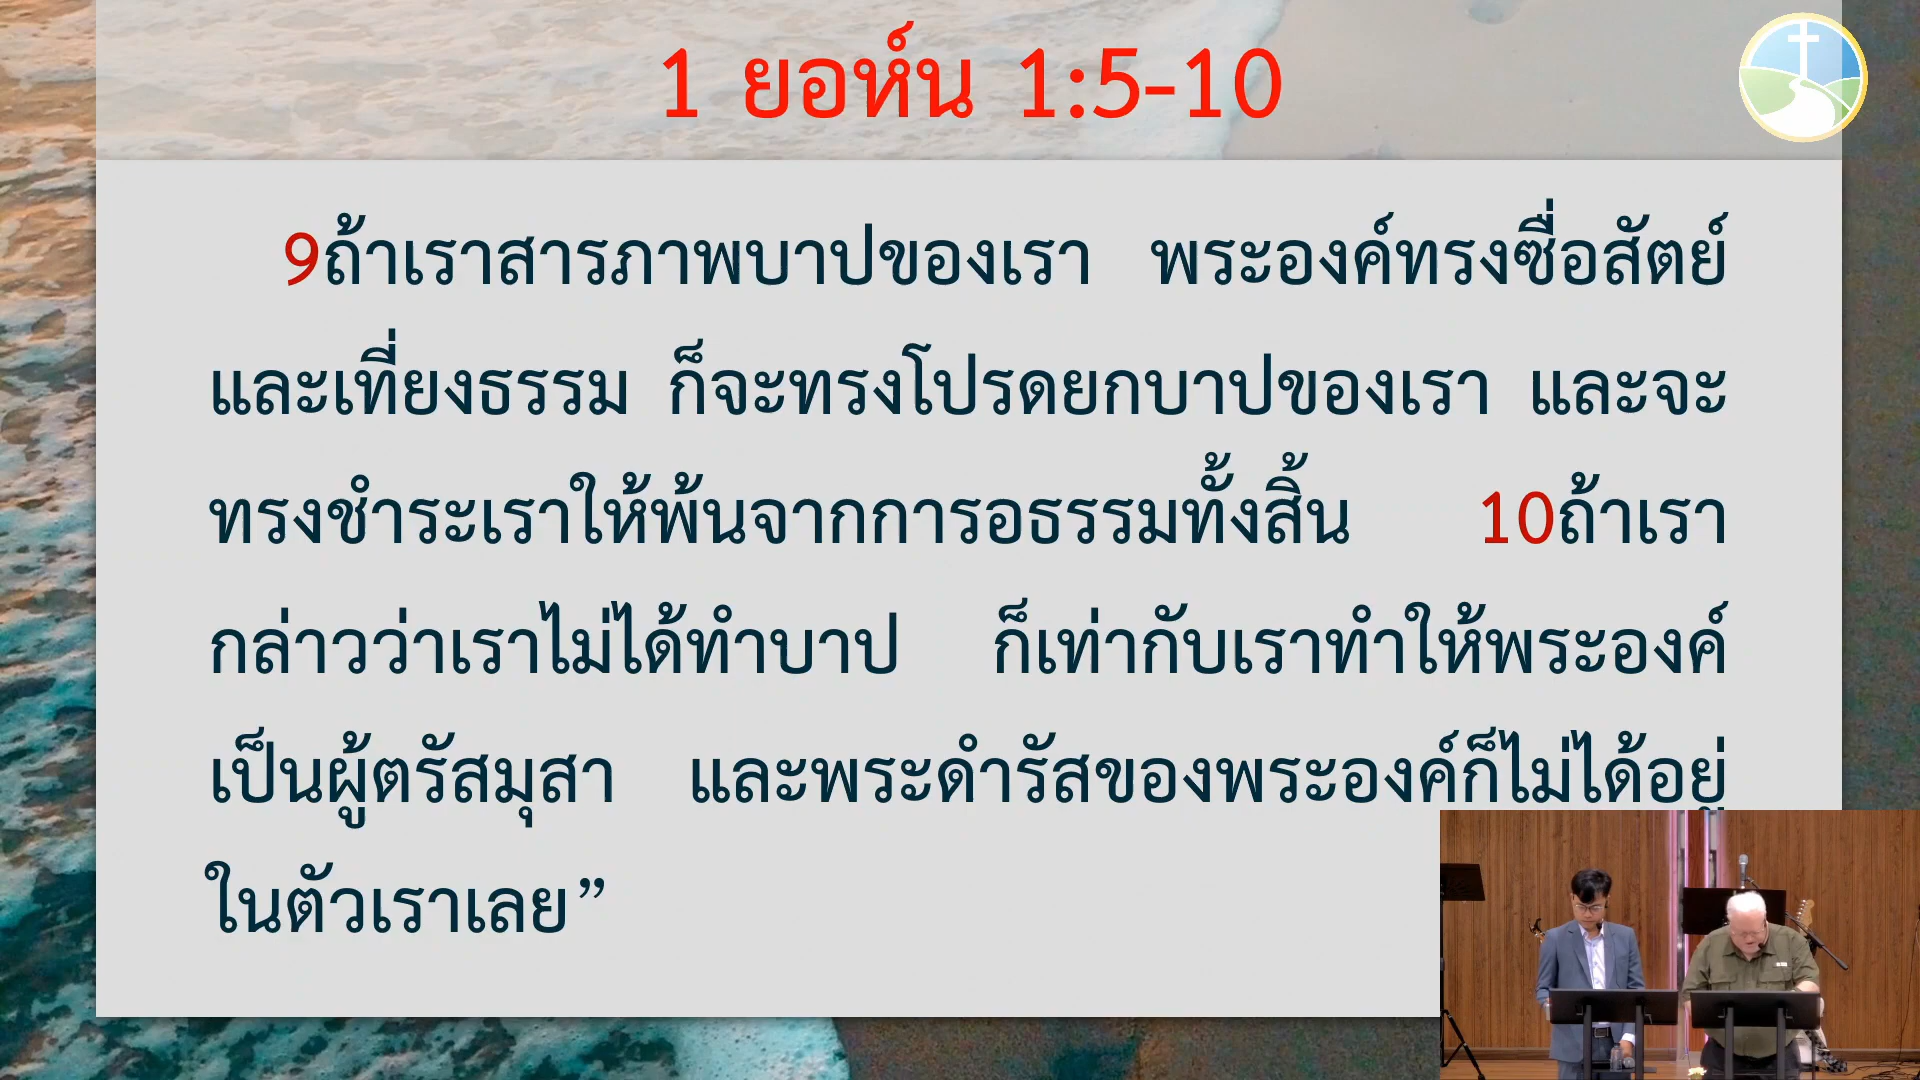 1 ยอห์น 1:5-10
9ถ้าเราสารภาพบาปของเรา พระองค์ทรงซื่อสัตย์
และเที่ยงธรรม ก็จะทรงโปรดยกบาปของเรา และจะ
ทรงชำระเราให้พ้นจากการอธรรมทั้งสิ้น 10ถ้าเรา
กล่าวว่าเราไม่ได้ทำบาป ก็เท่ากับเราทำให้พระองค์
เป็นผู้ตรัสมุสา และพระดำรัสของพระองค์ก็ไม่ได้อยู่
ในตัวเราเลย”